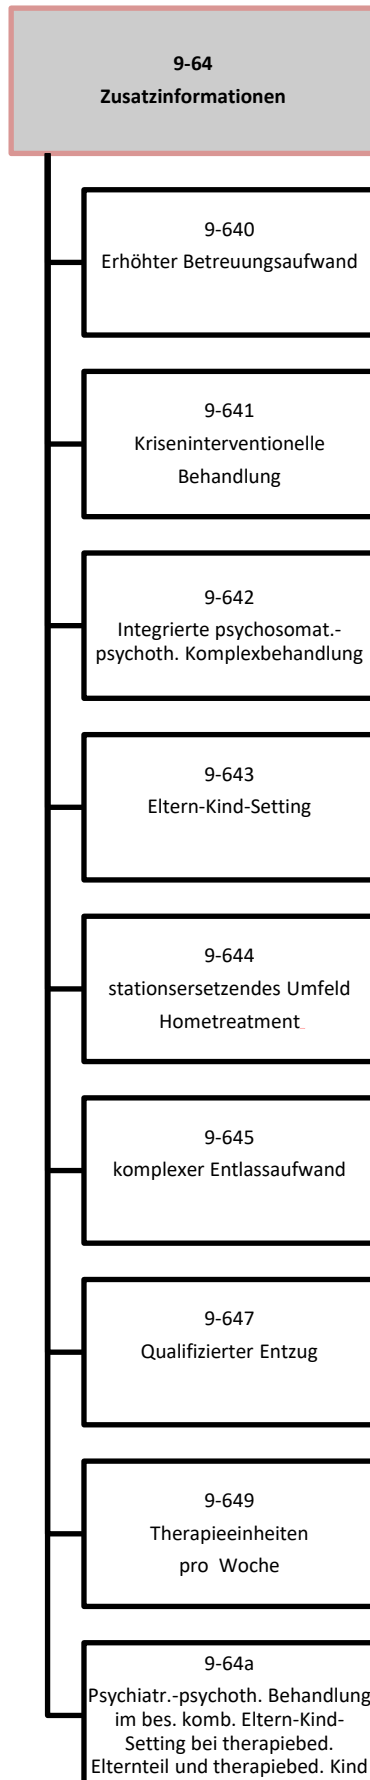 9-64
Zusatzinformationen
9-640
Erhöhter Betreuungsaufwand
9-641
Kriseninterventionelle
Behandlung
9-642
Integrierte psychosomat.-
psychoth. Komplexbehandlung
9-643
Eltern-Kind-Setting
9-644
stationsersetzendes Umfeld
Hometreatment
9-645
komplexer Entlassaufwand
9-647
Qualifizierter Entzug
9-649
Therapieeinheiten
pro Woche
9-64a
Psychiatr.-psychoth. Behandlung
im bes. komb. Eltern-Kind-
Setting bei therapiebed.
Elternteil und therapiebed. Kind